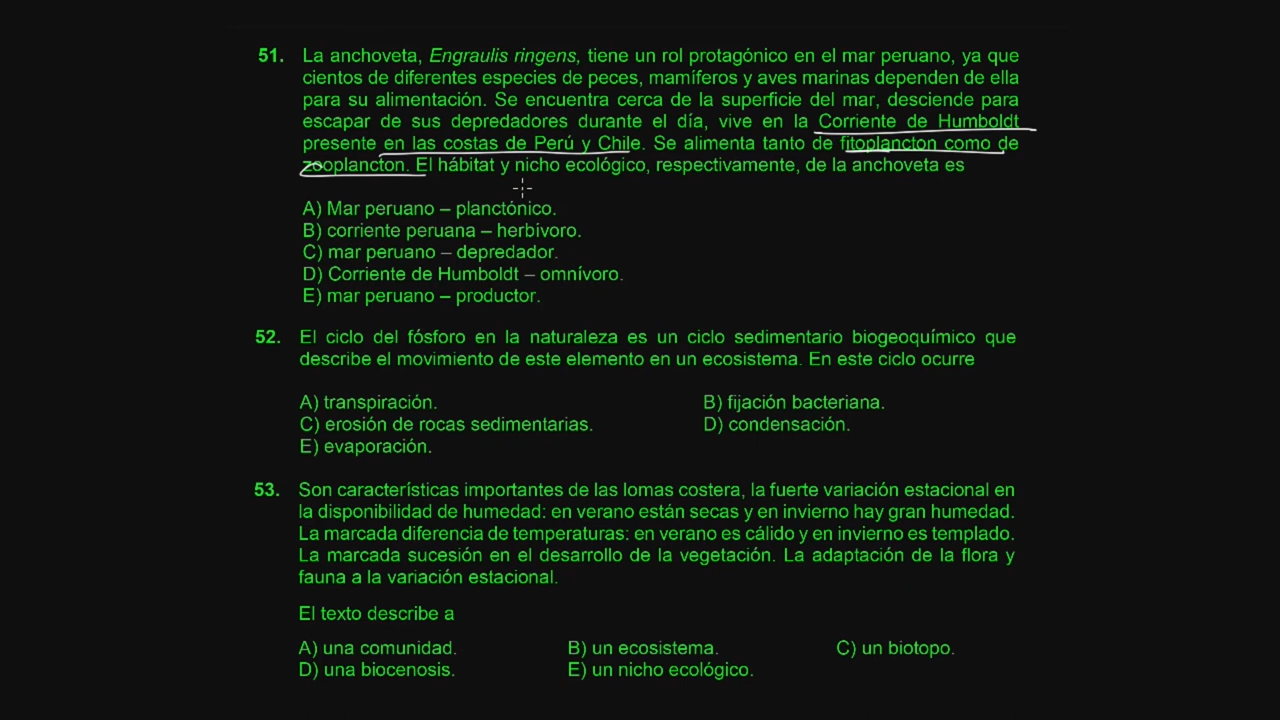 51. La anchoveta, Engraulis ringens, tiene un rol protagónico en el mar peruano, ya que
cientos de diferentes especies de peces, mamíferos y aves marinas dependen de ella
para su alimentación. Se encuentra cerca de la superficie del mar, desciende para
escapar de sus depredadores durante el día, vive en la Corriente de Humboldt
presente en las costas de Perú y Chile. Se alimenta tanto de fitoplancton como de
zooplancton. El hábitat y nicho ecológico, respectivamente, de la anchoveta es
A) Mar peruano – planctónico.
B) corriente peruana – herbívoro.
C) mar peruano – depredador.
D) Corriente de Humboldt – omnívoro.
E) mar peruano – productor.
52. El ciclo del fósforo en la naturaleza es un ciclo sedimentario biogeoquímico que
describe el movimiento de este elemento en un ecosistema. En este ciclo ocurre
A) transpiración. B) fijación bacteriana.
C) erosión de rocas sedimentarias. D) condensación.
E) evaporación.
53. Son características importantes de las lomas costera, la fuerte variación estacional en
la disponibilidad de humedad: en verano están secas y en invierno hay gran humedad.
La marcada diferencia de temperaturas: en verano es cálido y en invierno es templado.
La marcada sucesión en el desarrollo de la vegetación. La adaptación de la flora y
fauna a la variación estacional.
El texto describe a
A) una comunidad. B) un ecosistema. C) un biotopo.
D) una biocenosis. E) un nicho ecológico.